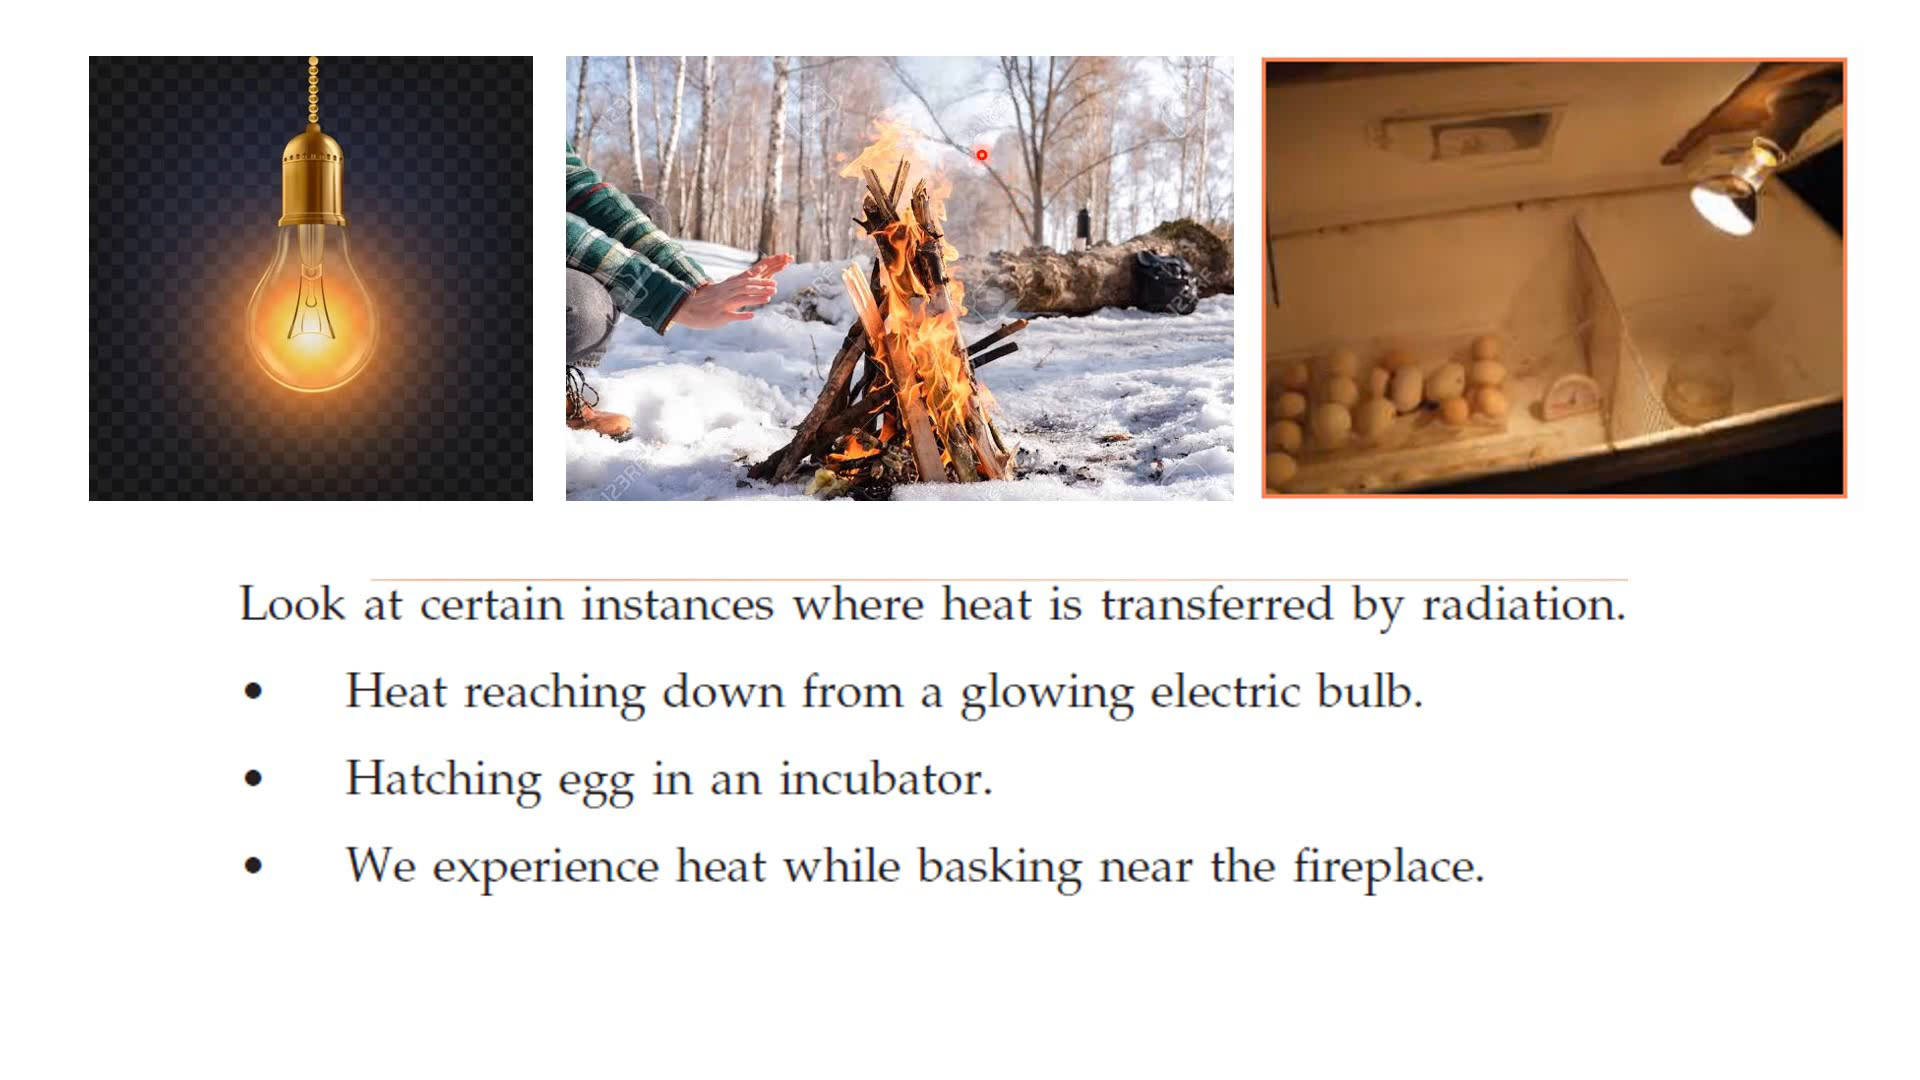 Look at certain instances where heat is transferred by radiation.
• Heat reaching down from a glowing electric bulb.
• Hatching egg in an incubator.
• We experience heat while basking near the fireplace.